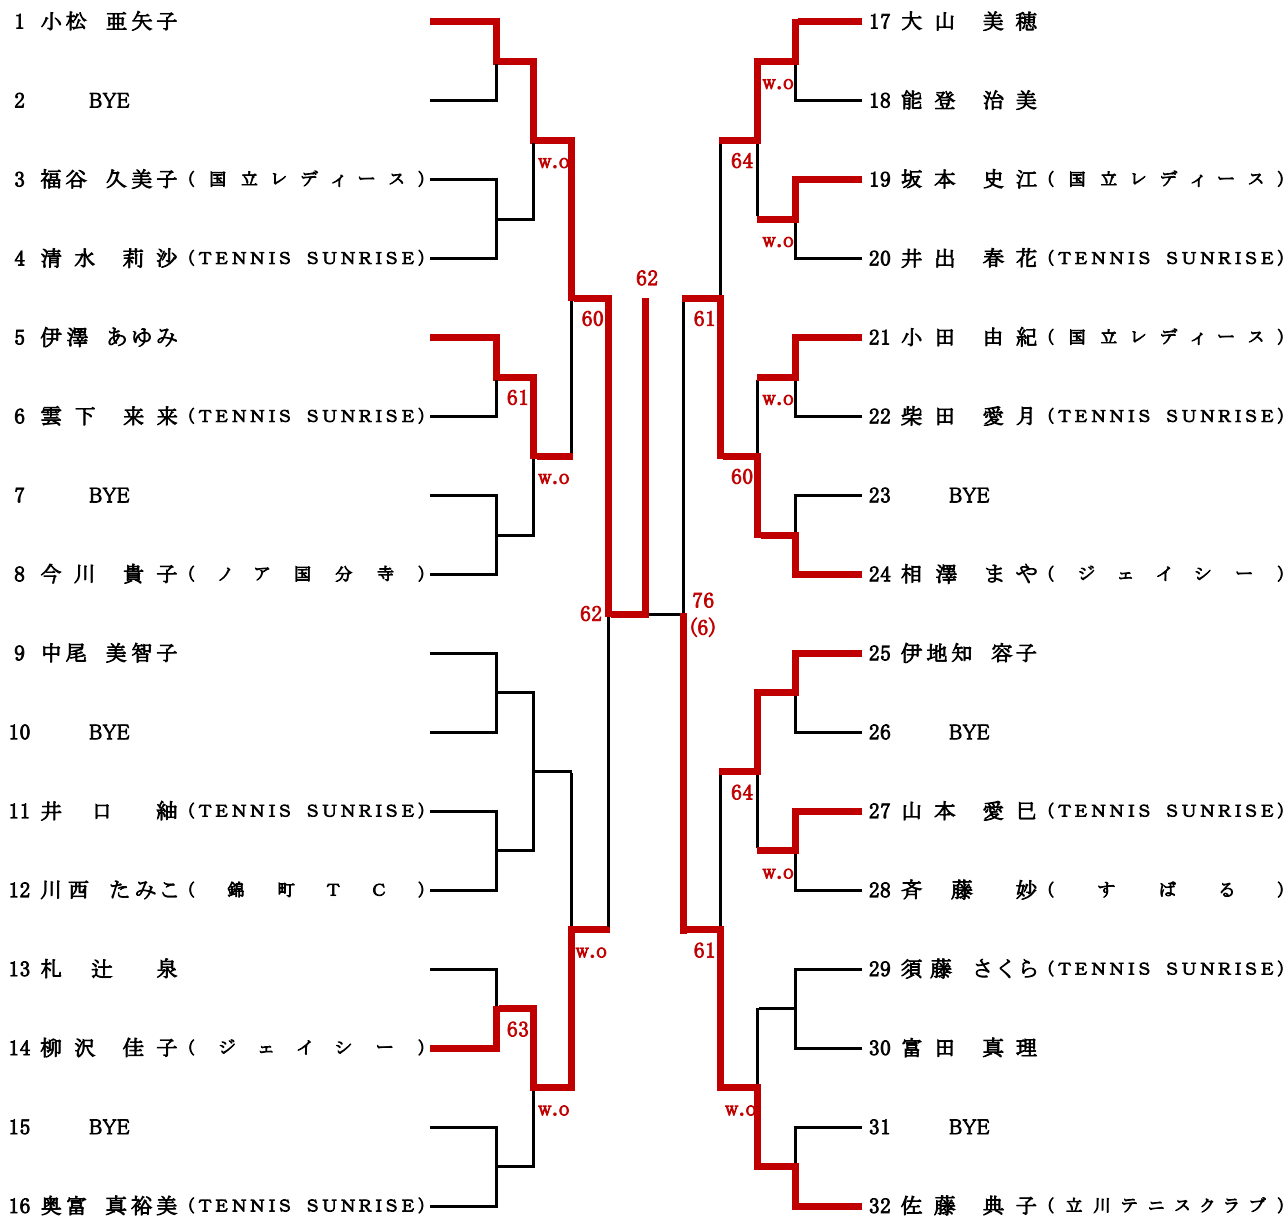 1 小松 亜矢子
2 BYE
3 福谷 久美子 (国立レディース)
4 清水 莉沙 (TENNIS SUNRISE)
5 伊澤 あゆみ
6 雲下 来来 (TENNIS SUNRISE)
7 BYE
8 今川 貴子 (ノア国分寺)
9 中尾 美智子
10 BYE
11 井口 紬 (TENNIS SUNRISE)
12 川西 たみこ (錦町TC)
13 札辻 泉
14 柳沢 佳子 (ジェイシー)
15 BYE
16 奥富 真裕美 (TENNIS SUNRISE)
61
63
w.o
w.o
w.o
60
w.o
62
62
76
(6)
61
61
64
60
64
w.o
w.o
w.o
w.o
w.o
17 大山 美穂
18 能登 治美
19 坂本 史江 (国立レディース)
20 井出 春花 (TENNIS SUNRISE)
21 小田 由紀 (国立レディース)
22 柴田 愛月 (TENNIS SUNRISE)
23 BYE
24 相澤 まや (ジェイシー)
25 伊地知 容子
26 BYE
27 山本 愛巳 (TENNIS SUNRISE)
28 斉藤 妙 (すばる)
29 須藤 さくら (TENNIS SUNRISE)
30 富田 真理
31 BYE
32 佐藤 典子 (立川テニスクラブ)